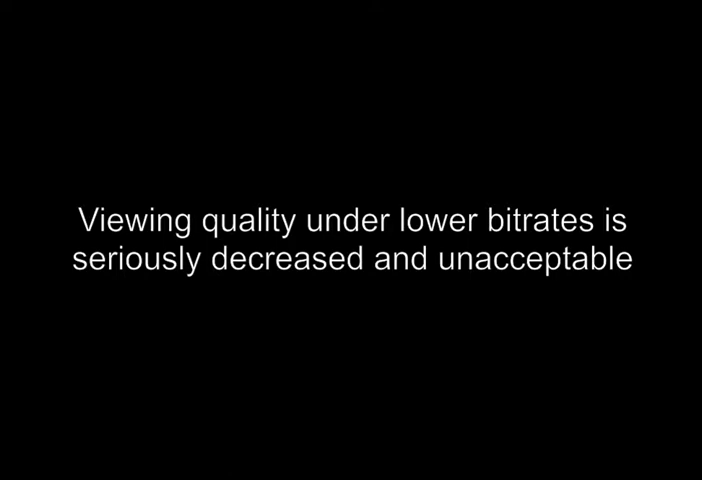 Viewing quality under lower bitrates is
seriously decreased and unacceptable